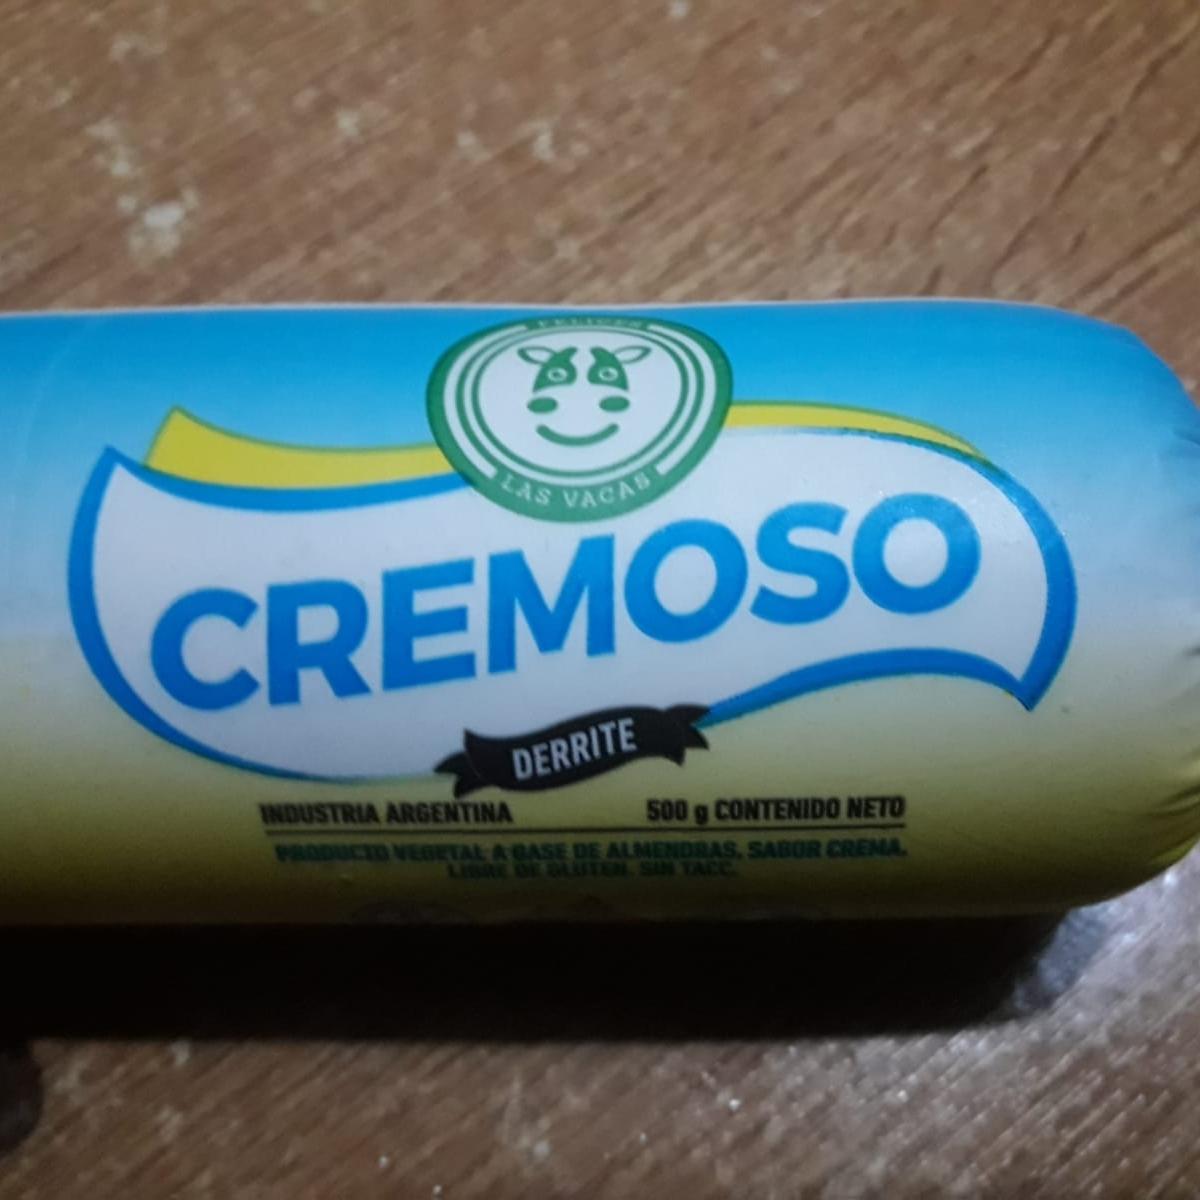 FELICES
LAS VACAS
CREMOSO
DERRITE
INDUSTRIA ARGENTINA 500 g CONTENIDO NETO
PRODUCTO VEGETAL A BASE DE ALMENDRAS, SABOR CREMA.
LIBRE DE GLUTEN. SIN TACC.